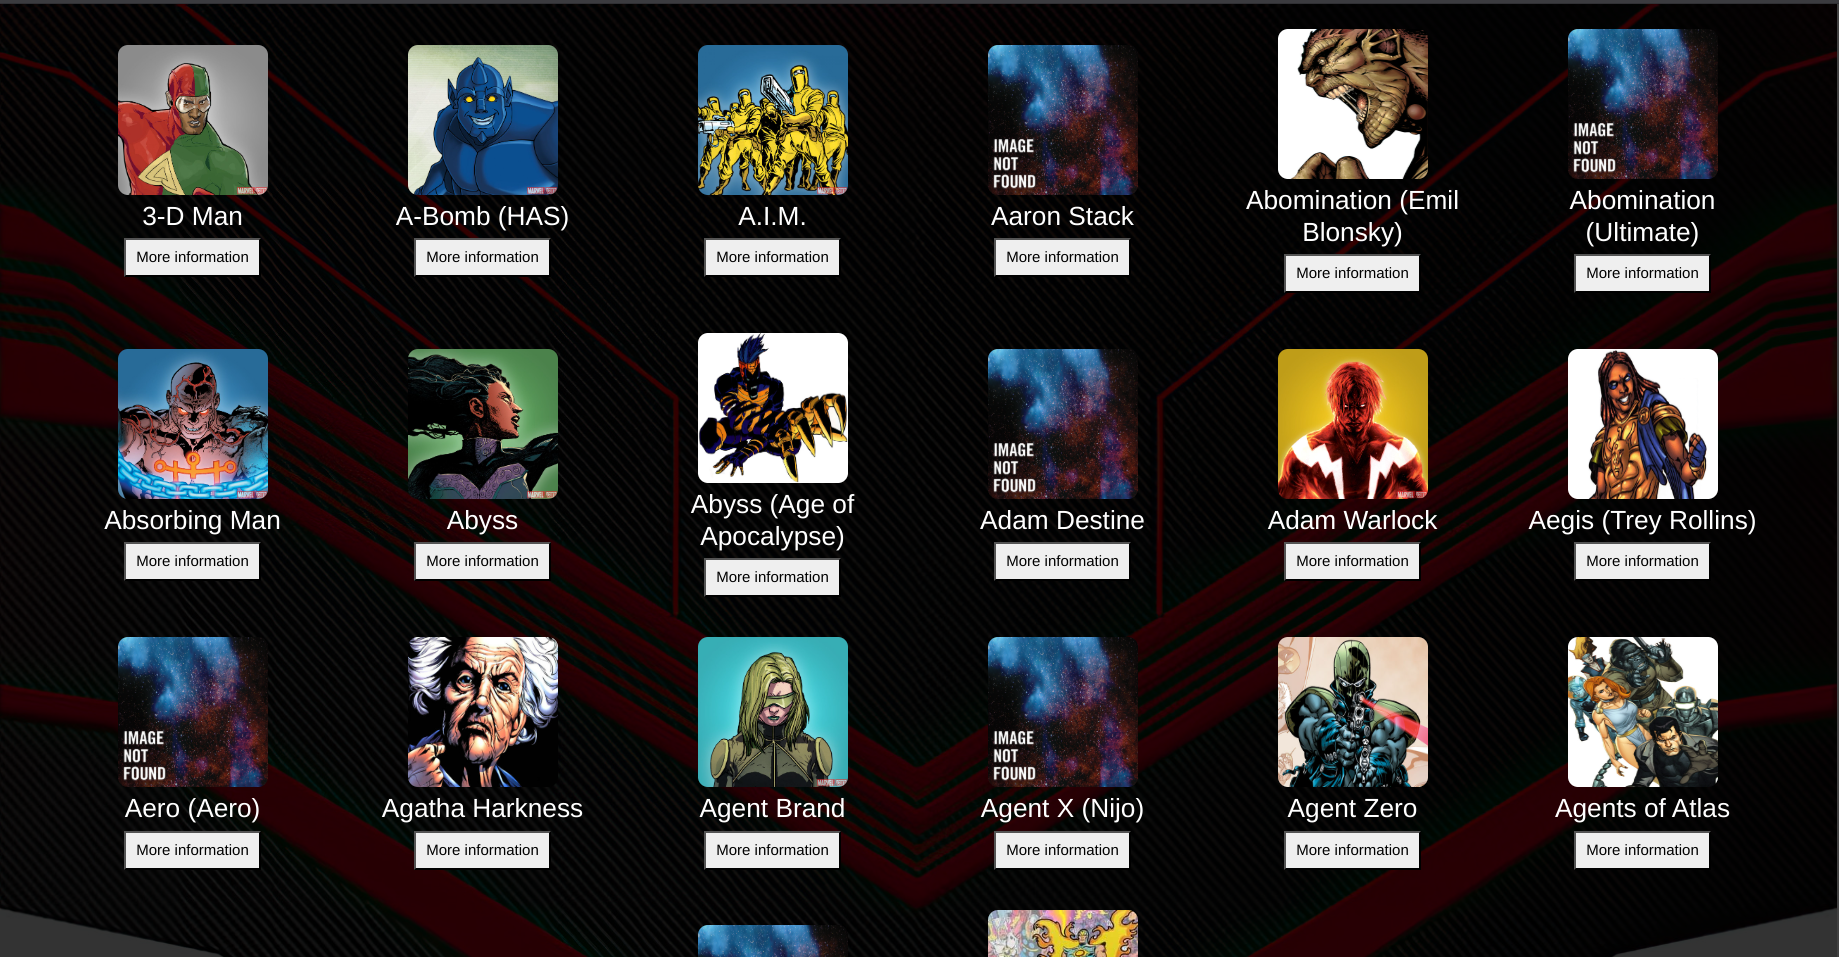 IMAGE
NOT
FOUND
IMAGE
NOT
FOUND
3-D Man
A-Bomb (HAS)
A.I.M.
Aaron Stack
Abomination (Emil
Blonsky)
Abomination
(Ultimate)
More information
More information
More information
More information
More information
More information
IMAGE
NOT
FOUND
Absorbing Man
Abyss
Abyss (Age of
Apocalypse)
Adam Destine
Adam Warlock
Aegis (Trey Rollins)
More information
More information
More information
More information
More information
More information
IMAGE
NOT
FOUND
IMAGE
NOT
FOUND
Aero (Aero)
Agatha Harkness
Agent Brand
Agent X (Nijo)
Agent Zero
Agents of Atlas
More information
More information
More information
More information
More information
More information